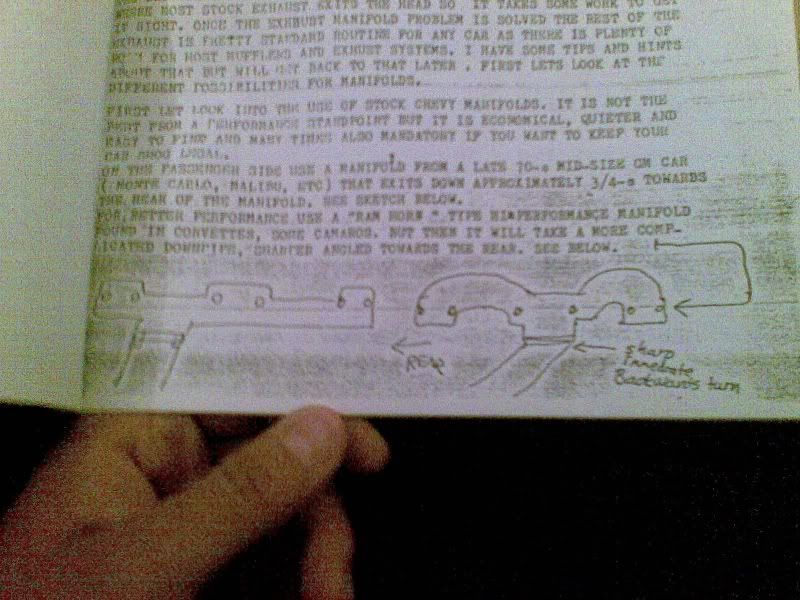 WHERE MOST STOCK EXHAUST EXITS THE HEAD SO IT TAKES SOME WORK TO GET
IT RIGHT. ONCE THE EXHBUST MANIFOLD PROBLEM IS SOLVED THE REST OF THE
EXHAUST IS PRETTY STANDARD ROUTINE FOR ANY CAR AS THERE IS PLENTY OF
ROOM FOR MOST MUFFLERS AND EXHUST SYSTEMS. I HAVE SOME TIPS AND HINTS
ABOUT THAT BUT WILL GET BACK TO THAT LATER . FIRST LETS LOOK AT THE
DIFFERENT POSSIBILITIES FOR MANIFOLDS.
FIRST LET LOOK INTO THE USE OF STOCK CHEVY MANIFOLDS. IT IS NOT THE
BEST FROM A PERFORMANCE STANDPOINT BUT IT IS ECONOMICAL, QUIETER AND
EASY TO FIND AND MANY TIMES ALSO MANDATORY IF YOU WANT TO KEEP YOUR
CAR SMOG LEGAL.
ON THE PASSENGER SIDE USE A MANIFOLD FROM A LATE 70-s MID-SIZE GM CAR
( MONTE CARLO, MALIBU, ETC) THAT EXITS DOWN APPROXIMATELY 3/4-s TOWARDS
THE REAR OF THE MANIFOLD. SEE SKETCH BELOW.
FOR BETTER PERFORMANCE USE A "RAM HORN " TYPE HI-PERFORMANCE MANIFOLD
FOUND IN CORVETTES, SOME CAMAROS. BUT THEN IT WILL TAKE A MORE COMP-
LICATED DOWNPIPE, SHARPER ANGLED TOWARDS THE REAR. SEE BELOW.
REAR
Sharp
Backwards turn